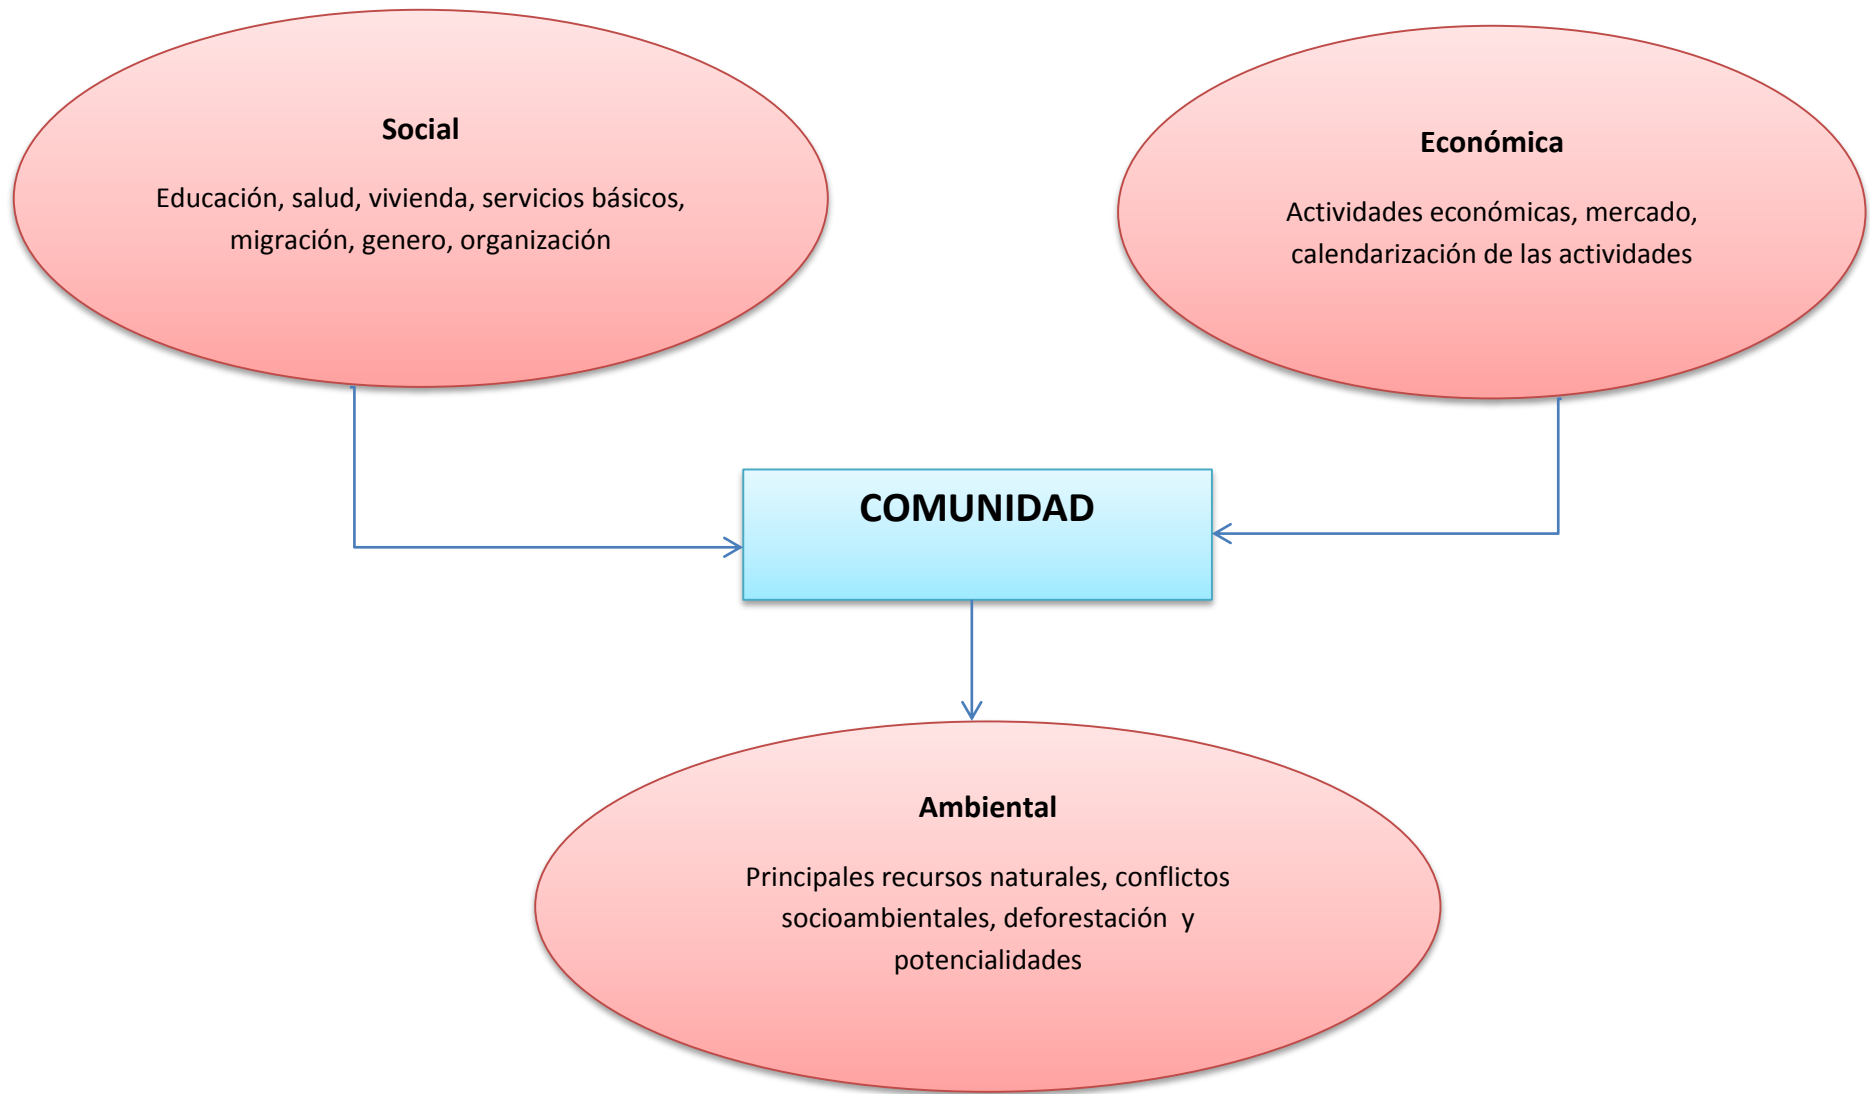 Social
Educación, salud, vivienda, servicios básicos,
migración, genero, organización
Económica
Actividades económicas, mercado,
calendarización de las actividades
COMUNIDAD
Ambiental
Principales recursos naturales, conflictos
socioambientales, deforestación  y
potencialidades